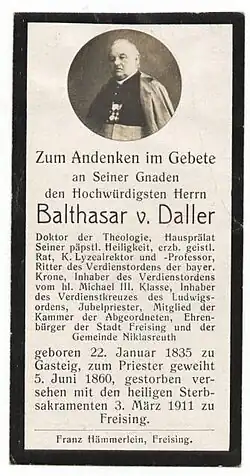 Zum Andenken im Gebete
an Seiner Gnaden
den Hochwürdigsten Herrn
Balthasar v. Daller
Doktor der Theologie, Hausprälat
Seiner päpstl. Heiligkeit, erzb. geistl.
Rat, K. Lyzealrektor und -Professor,
Ritter des Verdienstordens der bayer.
Krone, Inhaber des Verdienstordens
vom hl. Michael III. Klasse, Inhaber
des Verdienstkreuzes des Ludwigs-
ordens, Jubelpriester, Mitglied der
Kammer der Abgeordneten, Ehren-
bürger der Stadt Freising und der
Gemeinde Niklasreuth
geboren 22. Januar 1835 zu
Gasteig, zum Priester geweiht
5. Juni 1860, gestorben ver-
sehen mit den heiligen Sterb-
sakramenten 3. März 1911 zu
Freising.
Franz Hämmerlein, Freising.